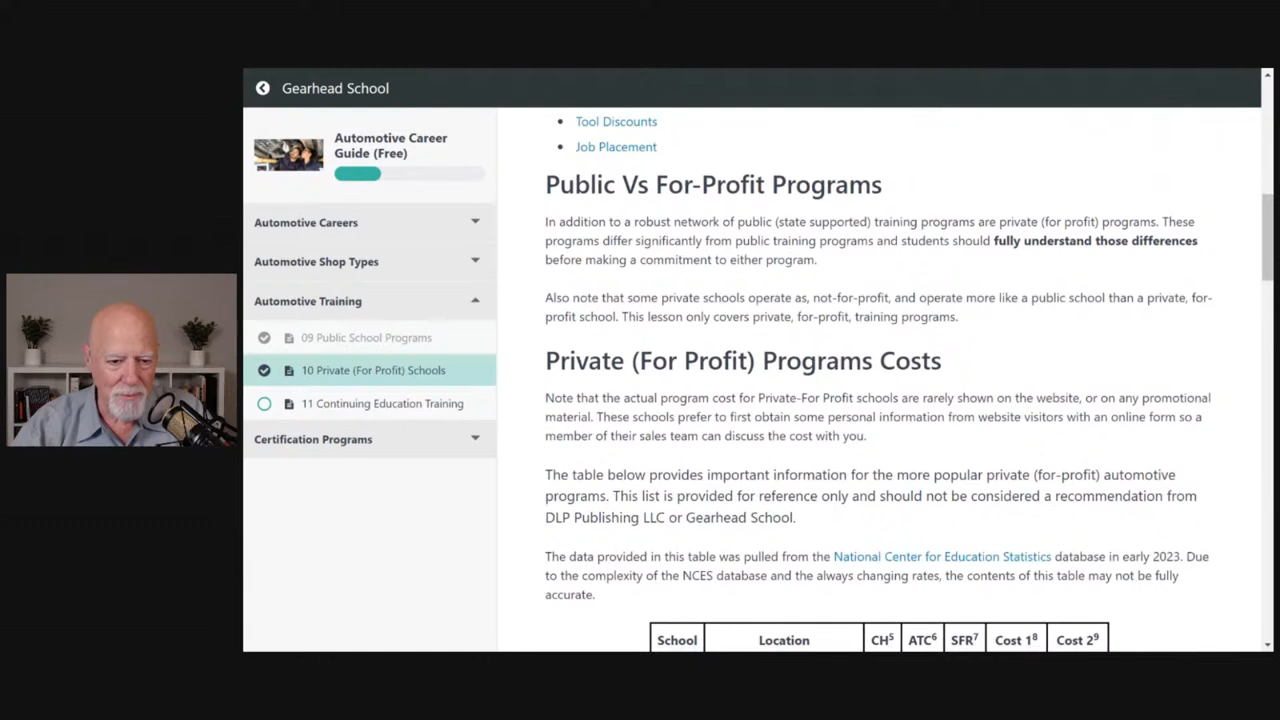 Gearhead School
Automotive Career
Guide (Free)
Automotive Careers
Automotive Shop Types
Automotive Training
09 Public School Programs
10 Private (For Profit) Schools
11 Continuing Education Training
Certification Programs
Tool Discounts
Job Placement
Public Vs For-Profit Programs
In addition to a robust network of public (state supported) training programs are private (for profit) programs. These
programs differ significantly from public training programs and students should fully understand those differences
before making a commitment to either program.
Also note that some private schools operate as, not-for-profit, and operate more like a public school than a private, for-
profit school. This lesson only covers private, for-profit, training programs.
Private (For Profit) Programs Costs
Note that the actual program cost for Private-For Profit schools are rarely shown on the website, or on any promotional
material. These schools prefer to first obtain some personal information from website visitors with an online form so a
member of their sales team can discuss the cost with you.
The table below provides important information for the more popular private (for-profit) automotive
programs. This list is provided for reference only and should not be considered a recommendation from
DLP Publishing LLC or Gearhead School.
The data provided in this table was pulled from the National Center for Education Statistics database in early 2023. Due
to the complexity of the NCES database and the always changing rates, the contents of this table may not be fully
accurate.
School Location CH⁵ ATC⁶ SFR⁷ Cost 1⁸ Cost 2⁹